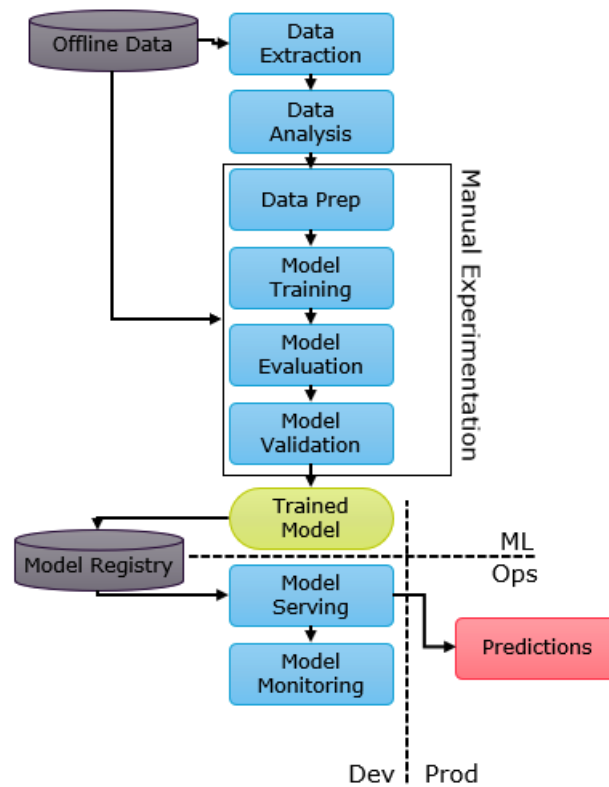 Offline Data
Data
Extraction
Data
Analysis
Data Prep
Model
Training
Model
Evaluation
Model
Validation
Manual Experimentation
Trained
Model
Model Registry
ML
Ops
Model
Serving
Predictions
Model
Monitoring
Dev
Prod